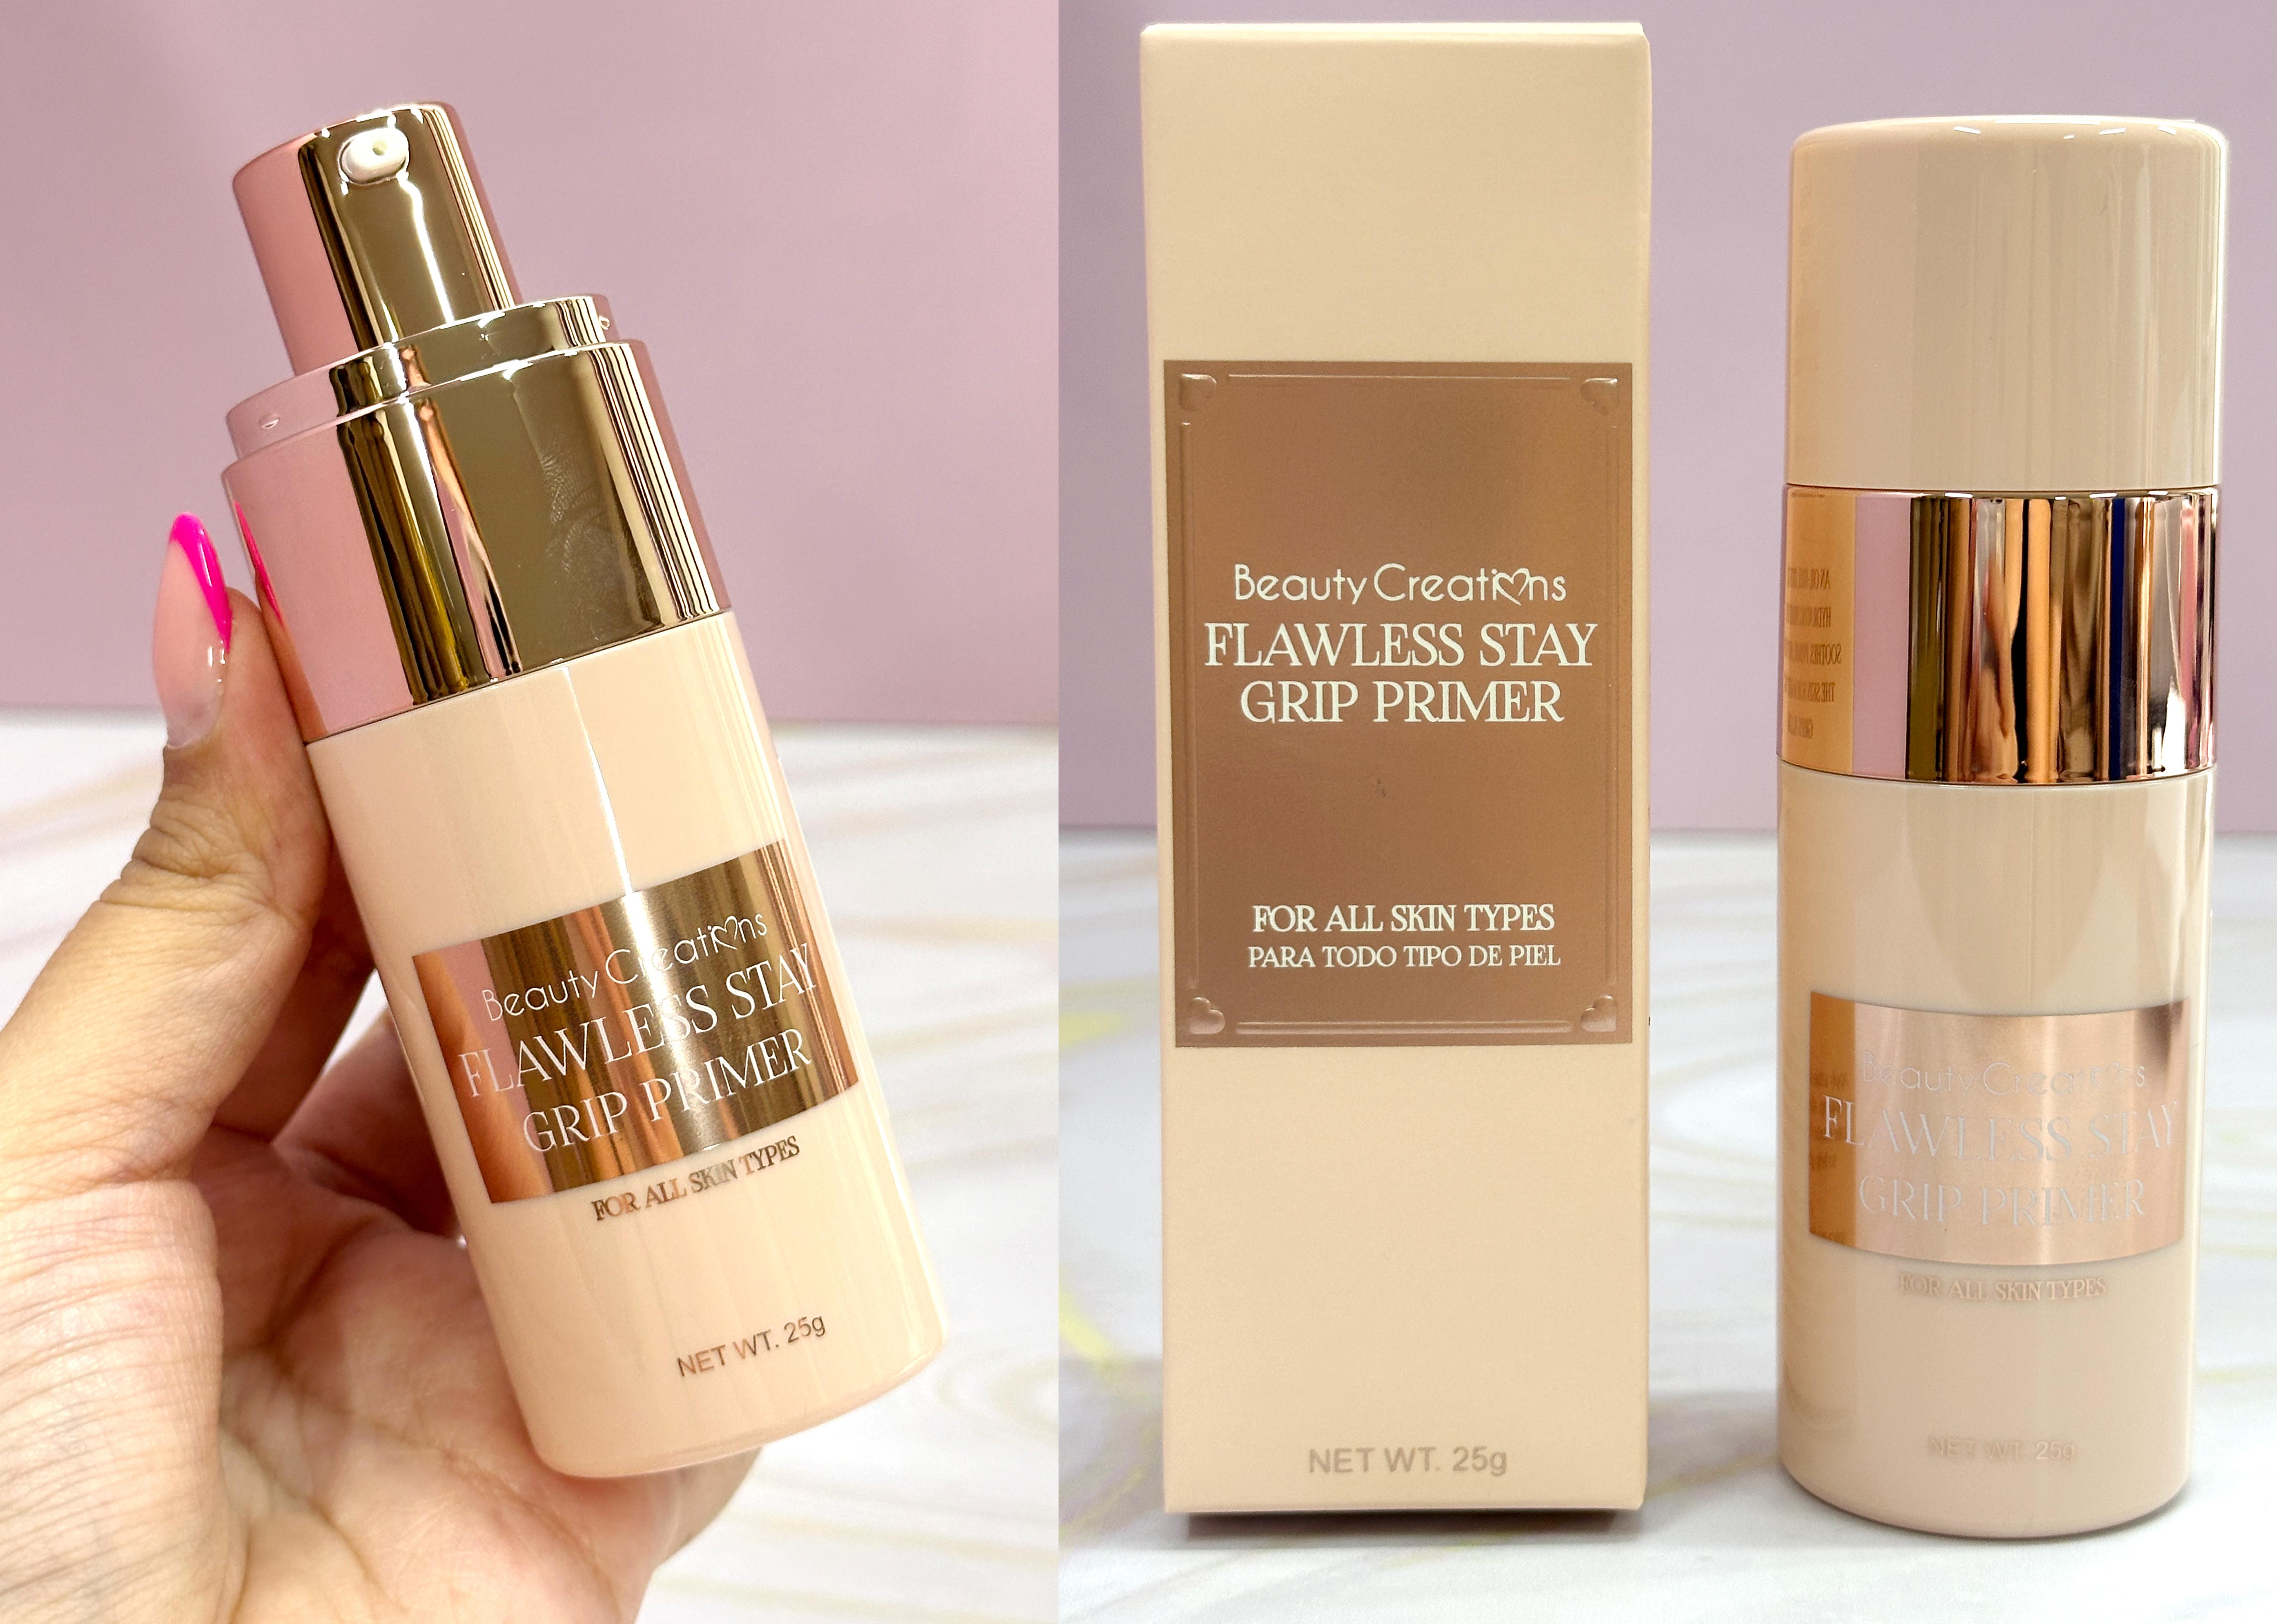 Beauty Creations
FLAWLESS STAY
GRIP PRIMER
FOR ALL SKIN TYPES
NET WT. 25g
Beauty Creations
FLAWLESS STAY
GRIP PRIMER
FOR ALL SKIN TYPES
PARA TODO TIPO DE PIEL
NET WT. 25g
Beauty Creations
FLAWLESS STAY
GRIP PRIMER
FOR ALL SKIN TYPES
NET WT. 25g